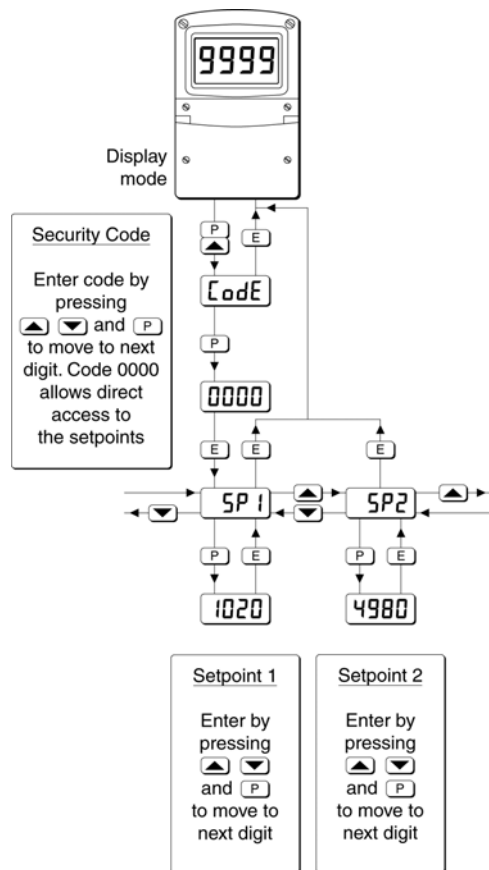 9999
Display
mode
P
E
Security Code
Enter code by
pressing
and P
to move to next
digit. Code 0000
allows direct
access to
the setpoints
CodE
P
0000
E E E
SP1 SP2
P E P E
1020 4980
Setpoint 1
Enter by
pressing
and P
to move to
next digit
Setpoint 2
Enter by
pressing
and P
to move to
next digit